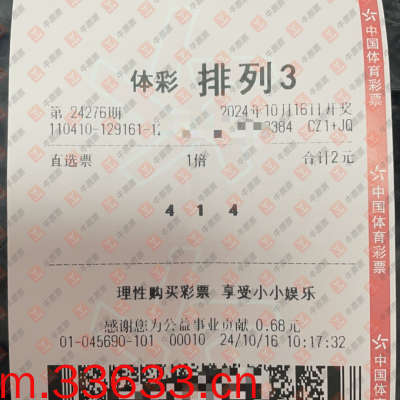 体彩 排列3
第 24276期 2024年10月16日开奖
110410-129161-12 3384 CZ1+JQ
直选票 1倍 合计2元
4 1 4
理性购买彩票 享受小小娱乐
感谢您为公益事业贡献 0.68元
01-045690-101 00010 24/10/16 10:17:32
m.33633.cn
中国体育彩票
中国体育彩票
中国体育彩票